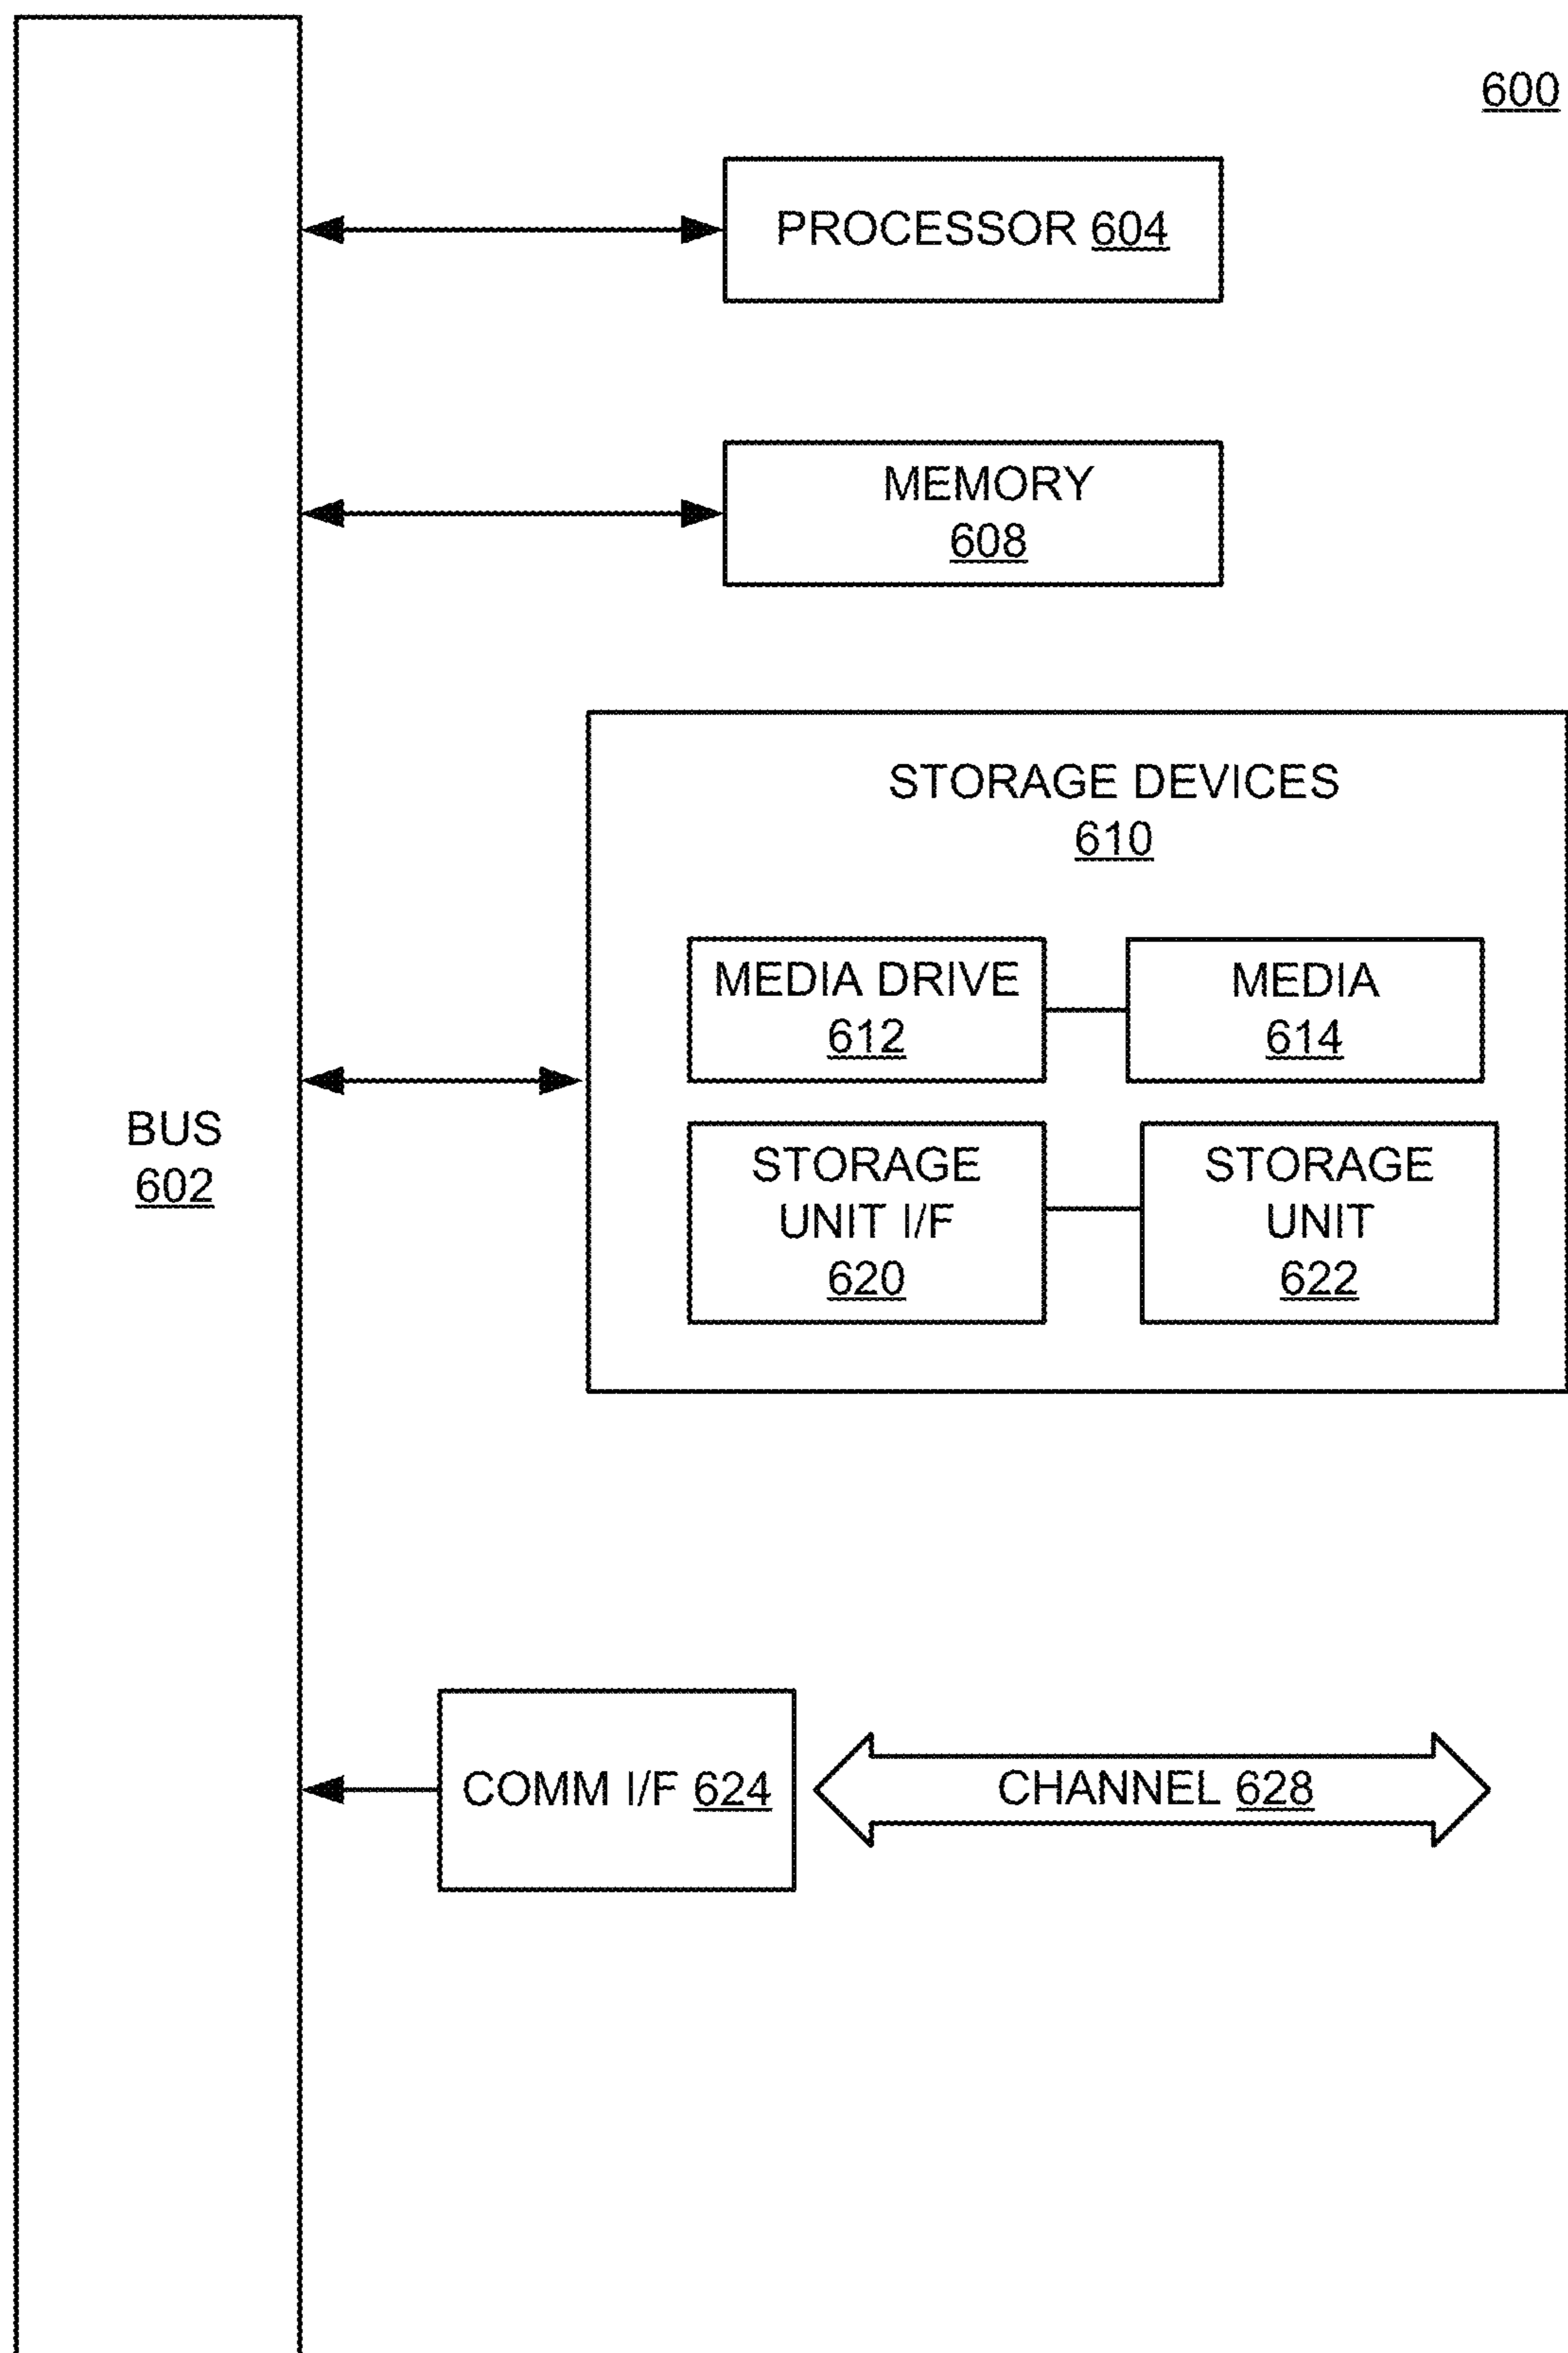 600
PROCESSOR 604
MEMORY
608
STORAGE DEVICES
610
MEDIA DRIVE
612
MEDIA
614
BUS
602
STORAGE
UNIT I/F
620
STORAGE
UNIT
622
COMM I/F 624
CHANNEL 628